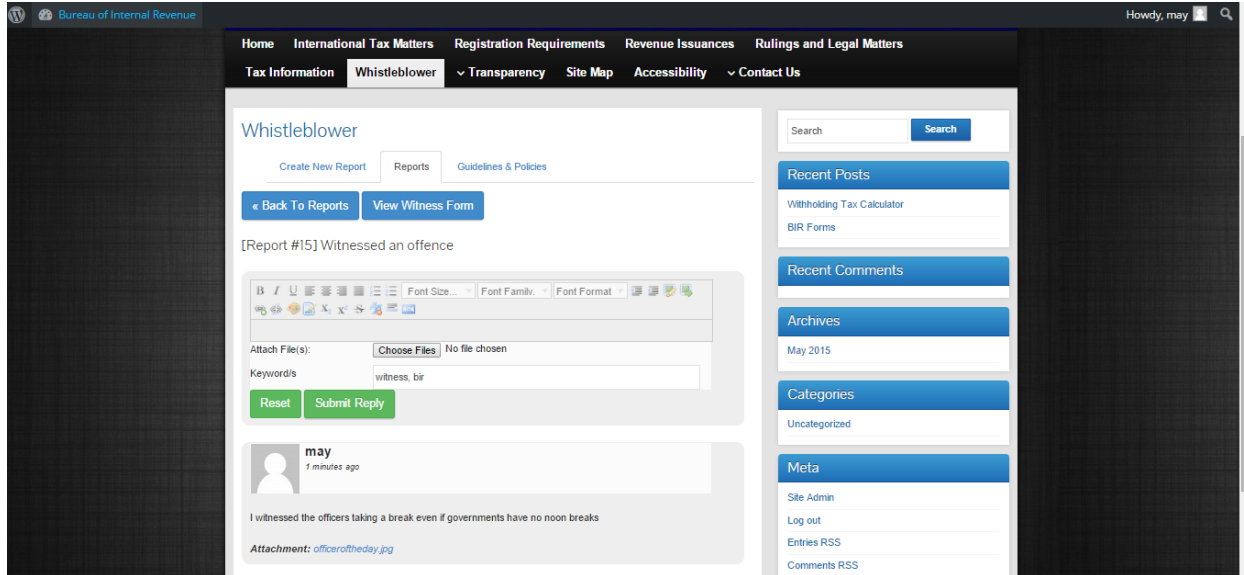 Bureau of Internal Revenue
Howdy, may
Home International Tax Matters Registration Requirements Revenue Issuances Rulings and Legal Matters
Tax Information Whistleblower Transparency Site Map Accessibility Contact Us
Whistleblower
Create New Report Reports Guidelines & Policies
« Back To Reports View Witness Form
[Report #15] Witnessed an offence
B I U Font Size... Font Family. Font Format
Attach File(s): Choose Files No file chosen
Keyword/s witness, bir
Reset Submit Reply
may
1 minutes ago
I witnessed the officers taking a break even if governments have no noon breaks
Attachment: officeroftheday.jpg
Search Search
Recent Posts
Withholding Tax Calculator
BIR Forms
Recent Comments
Archives
May 2015
Categories
Uncategorized
Meta
Site Admin
Log out
Entries RSS
Comments RSS